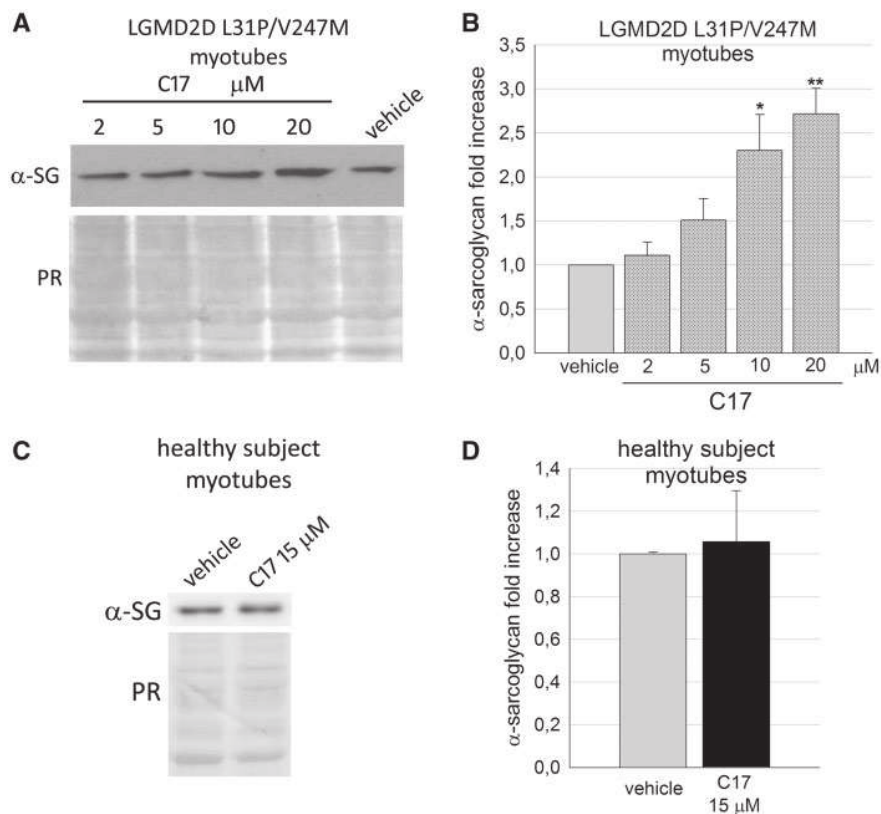 A
LGMD2D L31P/V247M
myotubes
C17 μM
2 5 10 20 vehicle
α-SG
PR
B
LGMD2D L31P/V247M
myotubes
α-sarcoglycan fold increase
3,5
3,0
2,5
2,0
1,5
1,0
0,5
0,0
*
**
vehicle 2 5 10 20 μM
C17
C
healthy subject
myotubes
vehicle C17 15 μM
α-SG
PR
D
healthy subject
myotubes
α-sarcoglycan fold increase
1,4
1,2
1,0
0,8
0,6
0,4
0,2
0,0
vehicle C17
15 μM